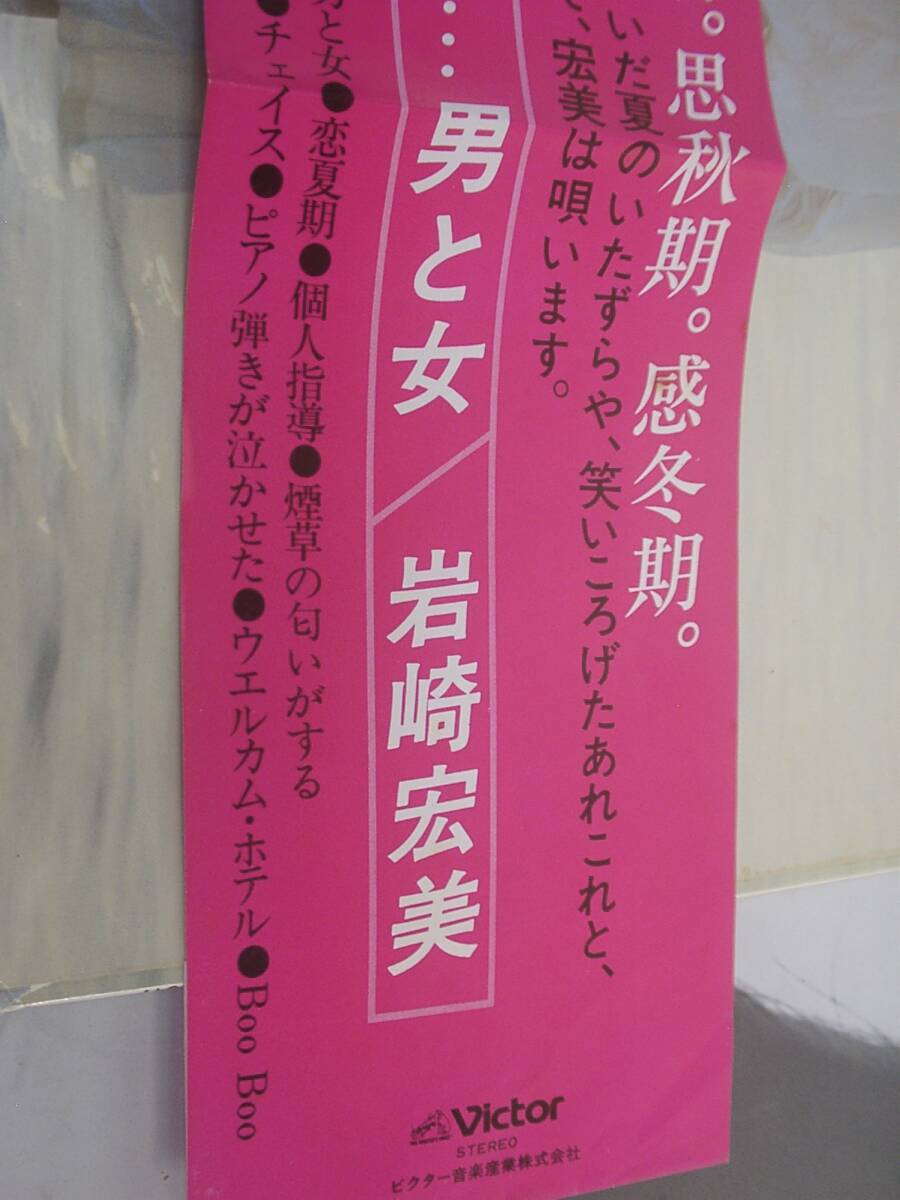 。思秋期。感冬期。
いだ夏のいたずらや、笑いころげたあれこれと、
、宏美は唄います。
……男と女／岩崎宏美
男と女●恋夏期●個人指導●煙草の匂いがする
●チェイス●ピアノ弾きが泣かせた●ウエルカム・ホテル●Boo Boo
Victor
STEREO
ビクター音楽産業株式会社